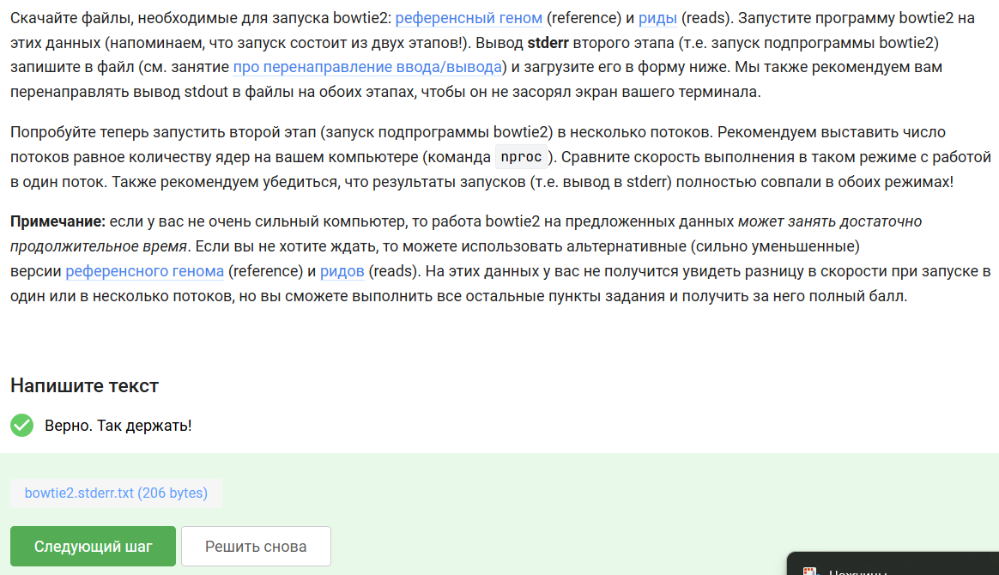 Скачайте файлы, необходимые для запуска bowtie2: референсный геном (reference) и риды (reads). Запустите программу bowtie2 на
этих данных (напоминаем, что запуск состоит из двух этапов!). Вывод stderr второго этапа (т.е. запуск подпрограммы bowtie2)
запишите в файл (см. занятие про перенаправление ввода/вывода) и загрузите его в форму ниже. Мы также рекомендуем вам
перенаправлять вывод stdout в файлы на обоих этапах, чтобы он не засорял экран вашего терминала.
Попробуйте теперь запустить второй этап (запуск подпрограммы bowtie2) в несколько потоков. Рекомендуем выставить число
потоков равное количеству ядер на вашем компьютере (команда nproc). Сравните скорость выполнения в таком режиме с работой
в один поток. Также рекомендуем убедиться, что результаты запусков (т.е. вывод в stderr) полностью совпали в обоих режимах!
Примечание: если у вас не очень сильный компьютер, то работа bowtie2 на предложенных данных может занять достаточно
продолжительное время. Если вы не хотите ждать, то можете использовать альтернативные (сильно уменьшенные)
версии референсного генома (reference) и ридов (reads). На этих данных у вас не получится увидеть разницу в скорости при запуске в
один или в несколько потоков, но вы сможете выполнить все остальные пункты задания и получить за него полный балл.
Напишите текст
Верно. Так держать!
bowtie2.stderr.txt (206 bytes)
Следующий шаг
Решить снова